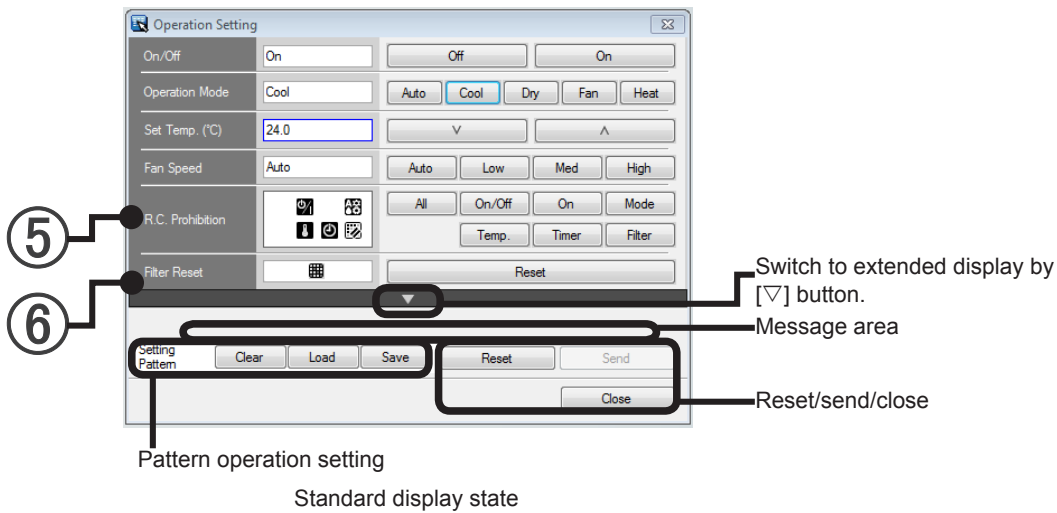 Operation Setting
On/Off On Off On
Operation Mode Cool Auto Cool Dry Fan Heat
Set Temp. (°C) 24.0 ∨ ∧
Fan Speed Auto Auto Low Med High
R.C. Prohibition All On/Off On Mode
Temp. Timer Filter
Filter Reset Reset
5
6
Switch to extended display by
[▽] button.
Message area
Setting
Pattern Clear Load Save Reset Send
Close
Reset/send/close
Pattern operation setting
Standard display state